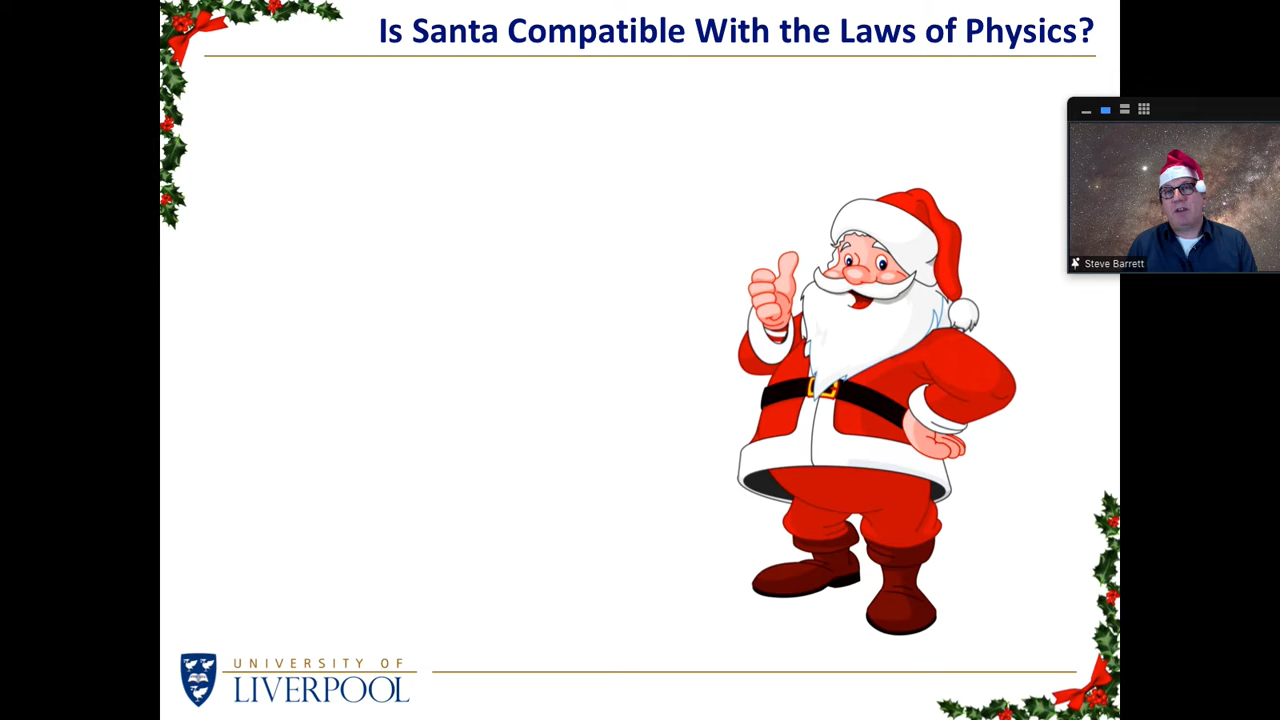 Is Santa Compatible With the Laws of Physics?
Steve Barrett
UNIVERSITY OF
LIVERPOOL